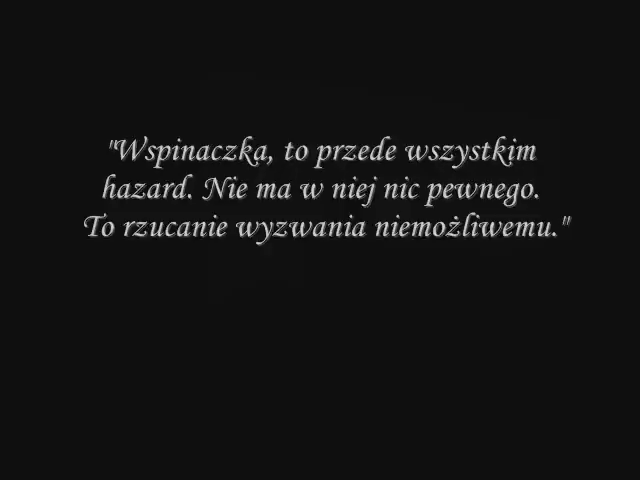 "Wspinaczka, to przede wszystkim
hazard. Nie ma w niej nic pewnego.
To rzucanie wyzwania niemożliwemu."